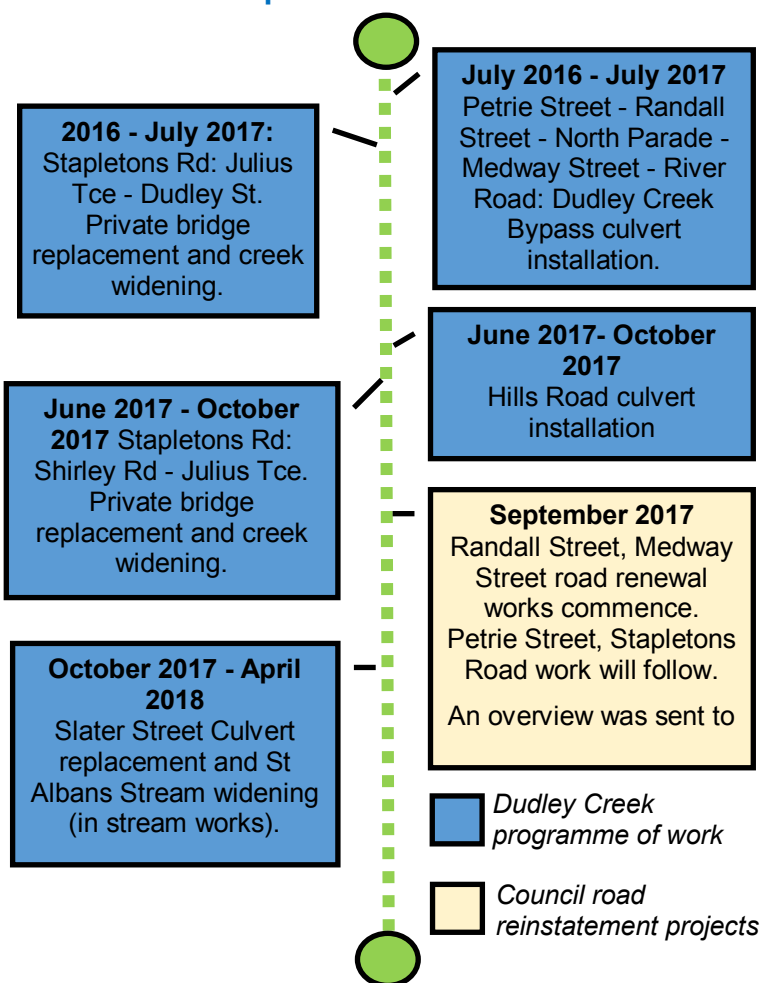 July 2016 - July 2017
Petrie Street - Randall
Street - North Parade -
Medway Street - River
Road: Dudley Creek
Bypass culvert
installation.
2016 - July 2017:
Stapletons Rd: Julius
Tce - Dudley St.
Private bridge
replacement and creek
widening.
June 2017- October
2017
Hills Road culvert
installation
June 2017 - October
2017 Stapletons Rd:
Shirley Rd - Julius Tce.
Private bridge
replacement and creek
widening.
September 2017
Randall Street, Medway
Street road renewal
works commence.
Petrie Street, Stapletons
Road work will follow.
An overview was sent to
October 2017 - April
2018
Slater Street Culvert
replacement and St
Albans Stream widening
(in stream works).
Dudley Creek
programme of work
Council road
reinstatement projects